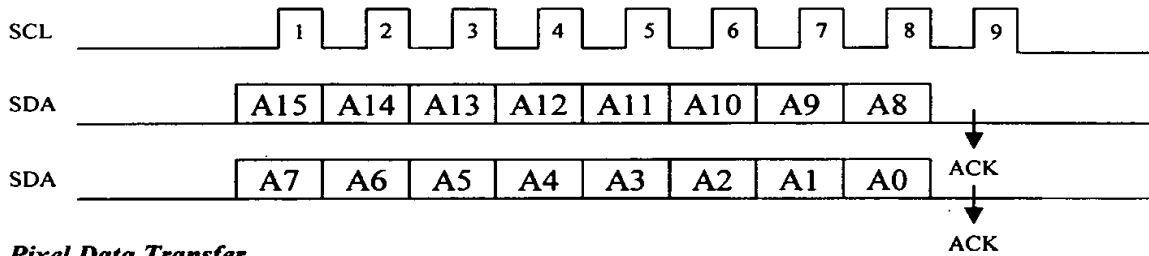 SCL 1 2 3 4 5 6 7 8 9
SDA A15 A14 A13 A12 A11 A10 A9 A8
ACK
SDA A7 A6 A5 A4 A3 A2 A1 A0
ACK
Pixel Data Transfer